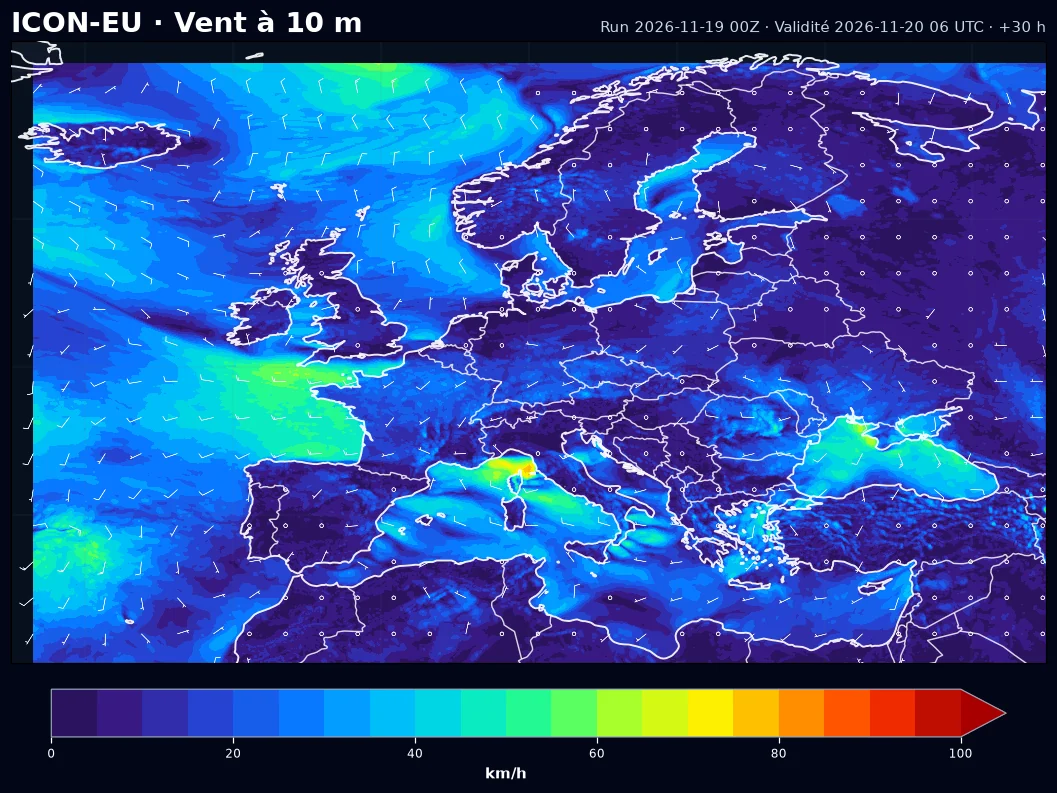 ICON-EU · Vent à 10 m
Run 2026-11-19 00Z · Validité 2026-11-20 06 UTC · +30 h
0 20 40 60 80 100
km/h